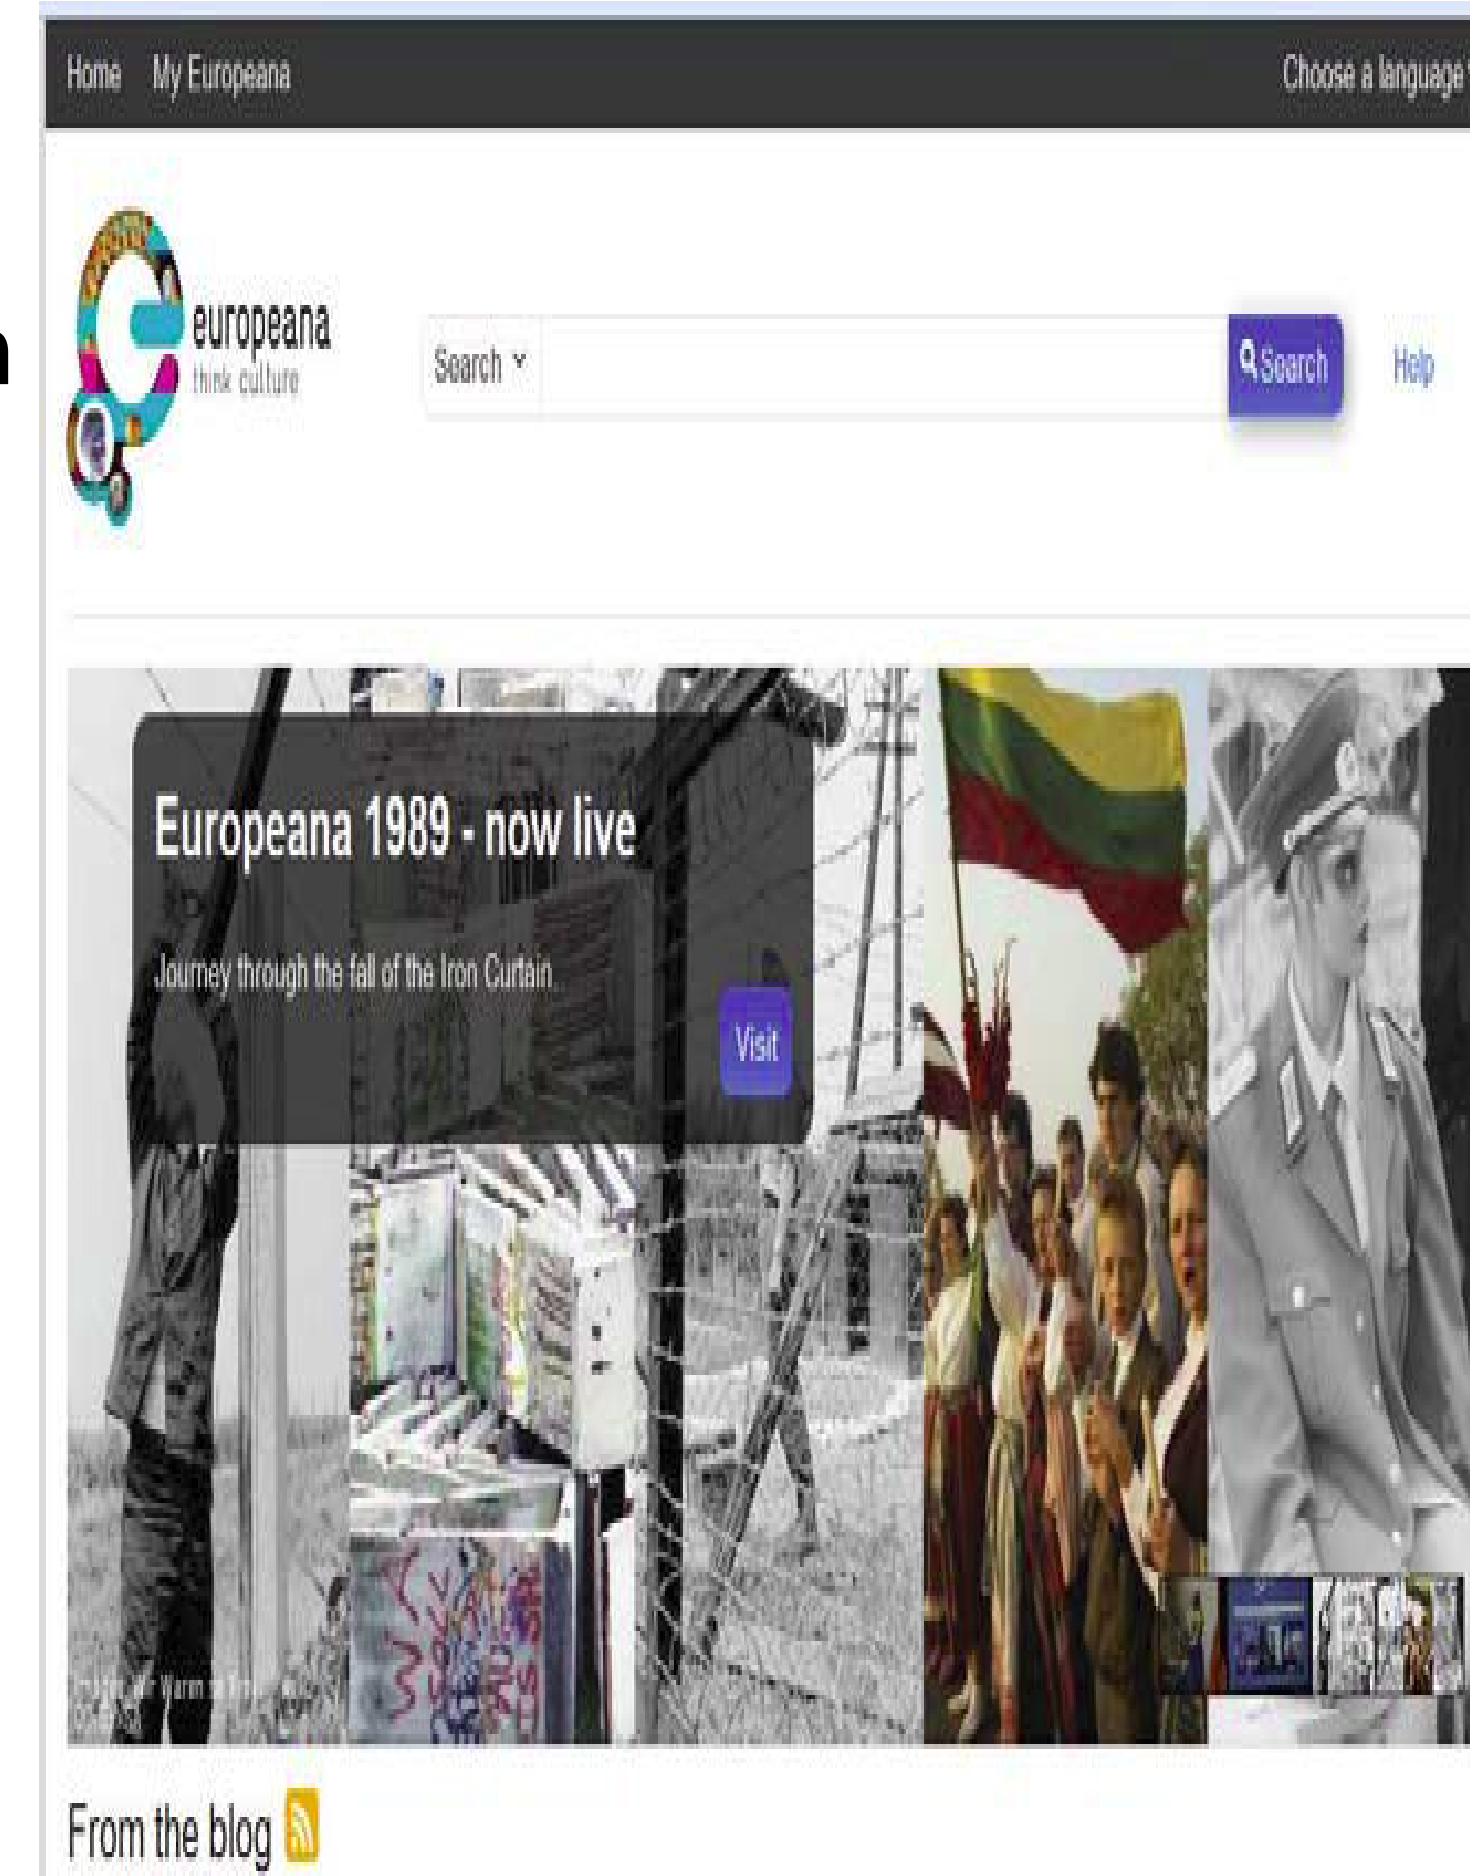 Home My Europeana Choose a language
europeana
think culture
Search Search Help
Europeana 1989 - now live
Journey through the fall of the Iron Curtain
Visit
From the blog